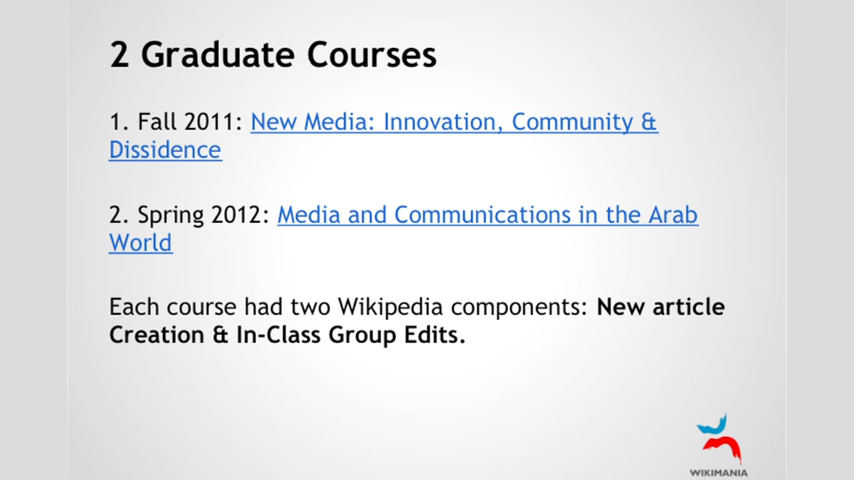 2 Graduate Courses
1. Fall 2011: New Media: Innovation, Community &
Dissidence
2. Spring 2012: Media and Communications in the Arab
World
Each course had two Wikipedia components: New article
Creation & In-Class Group Edits.
WIKIMANIA